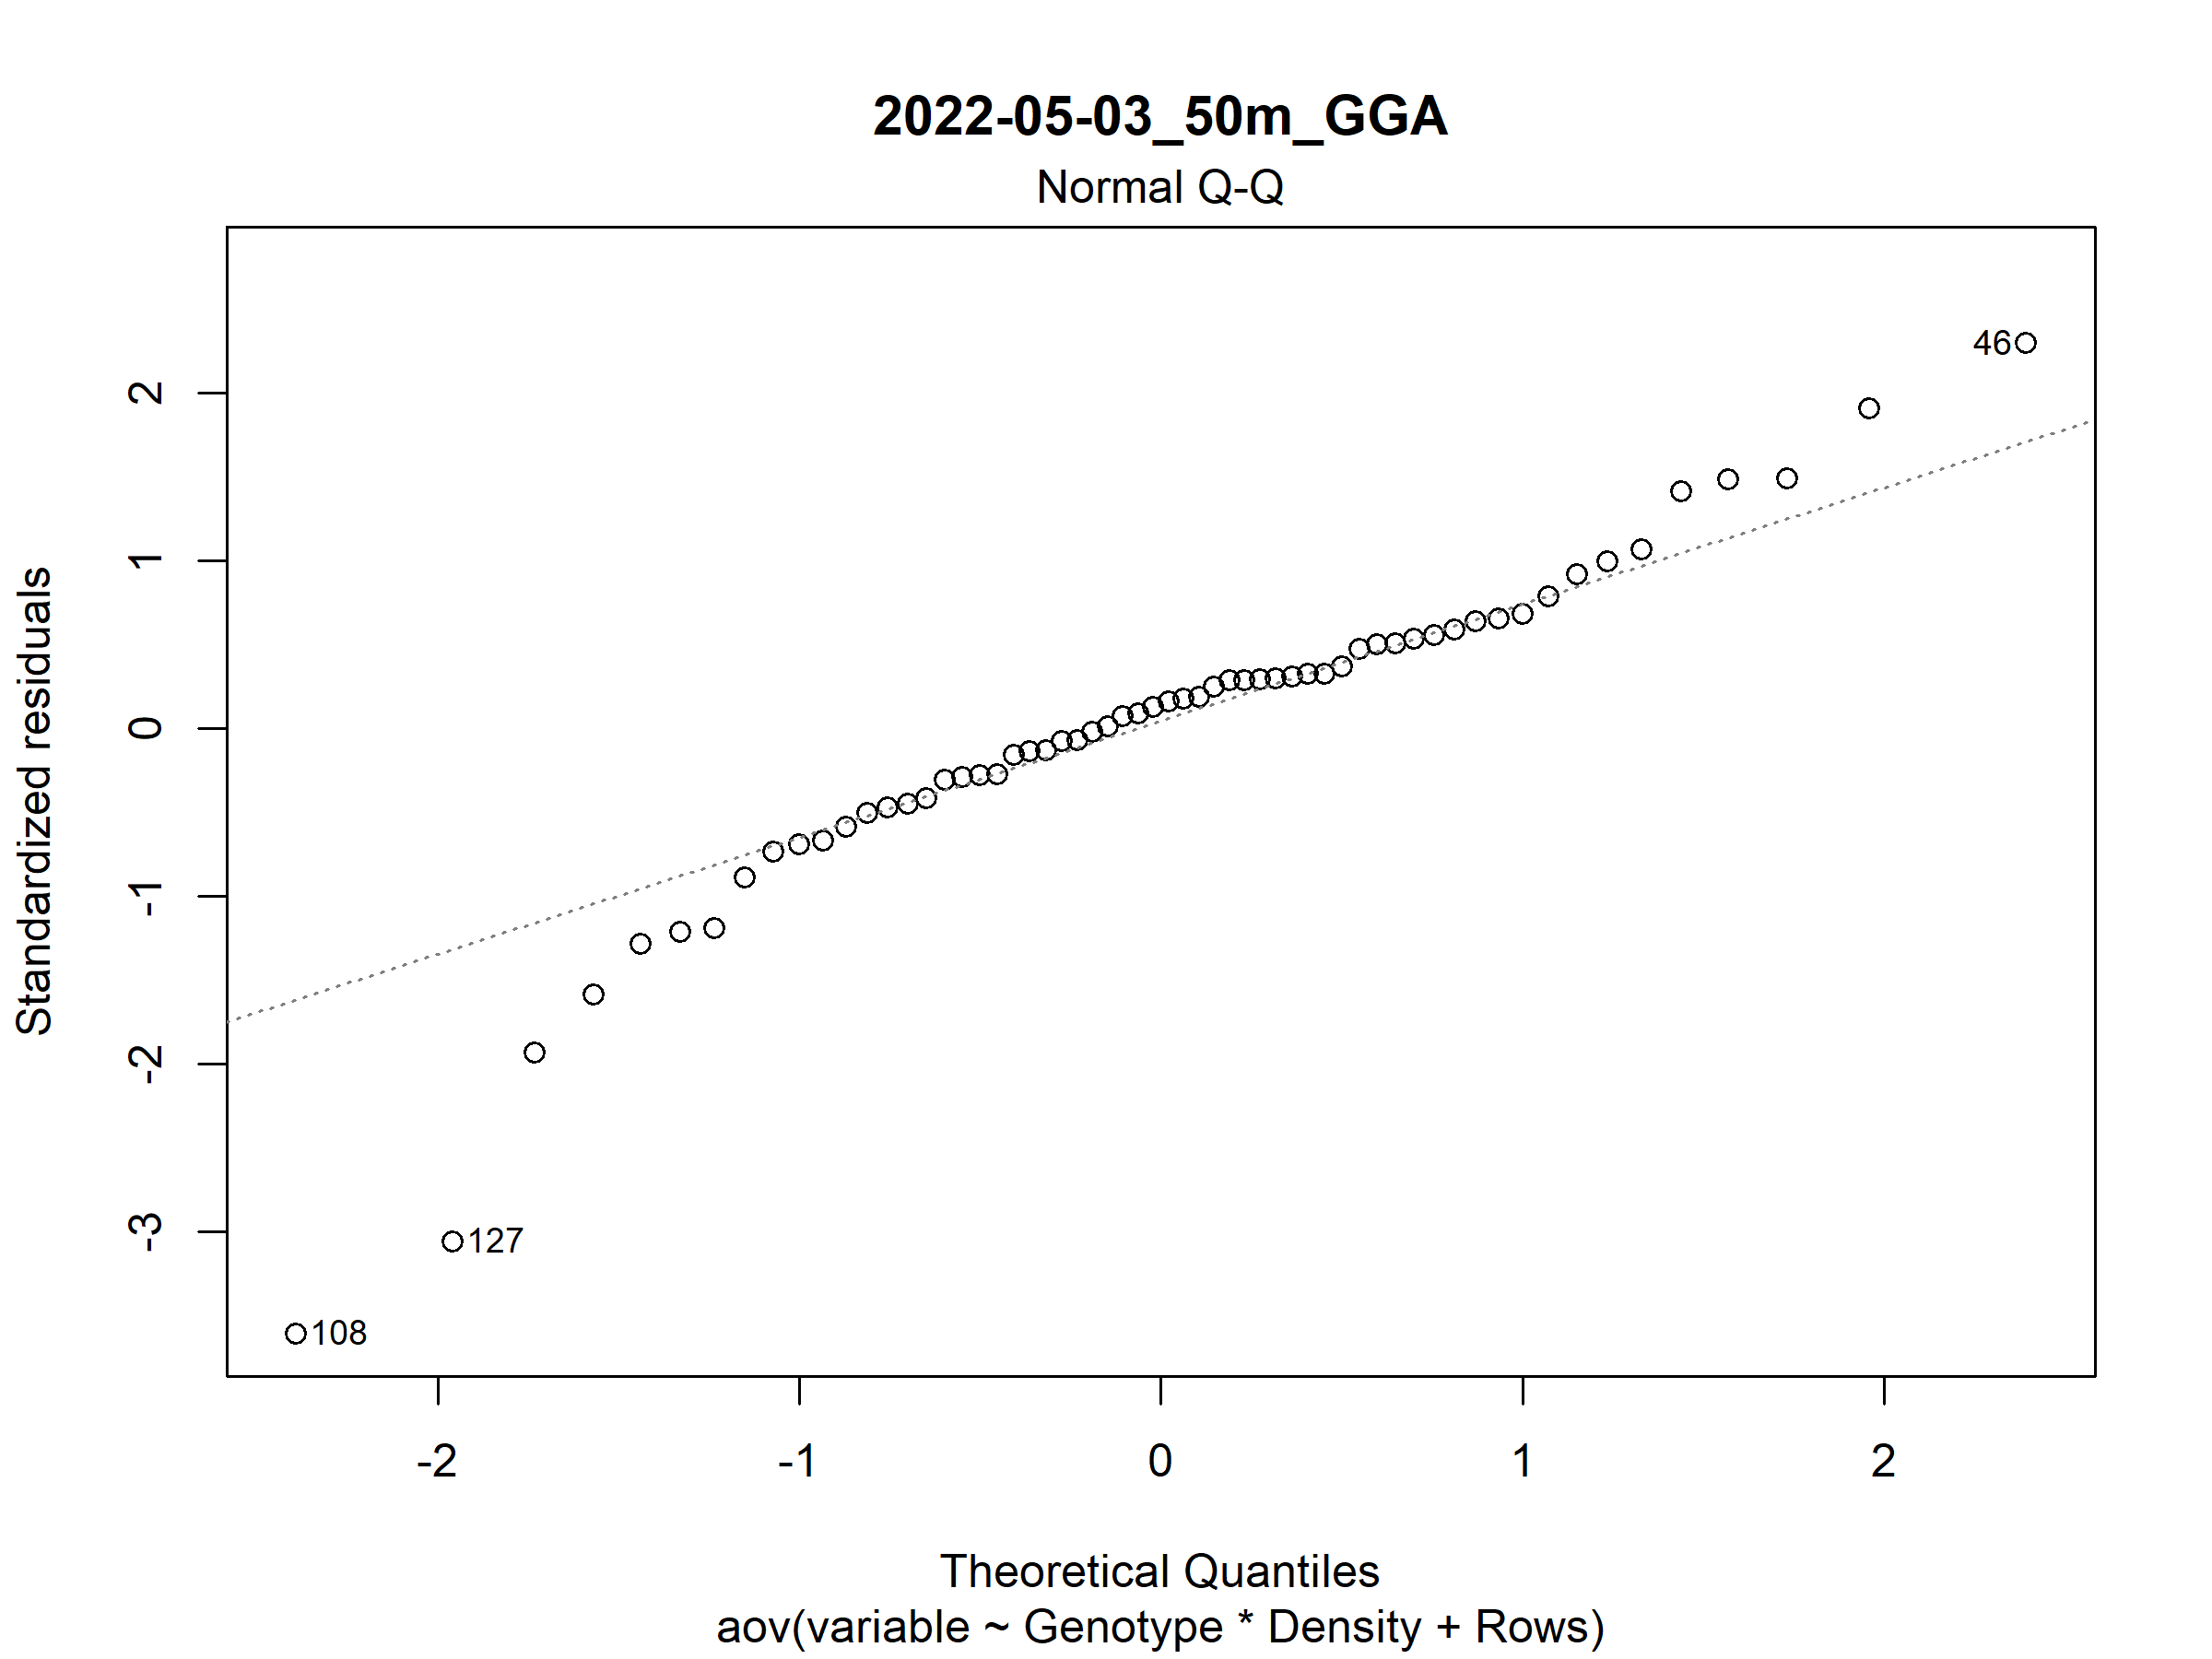 2022-05-03_50m_GGA
Normal Q-Q
Standardized residuals
2
1
0
-1
-2
-3
46
127
108
-2
-1
0
1
2
Theoretical Quantiles
aov(variable ~ Genotype * Density + Rows)